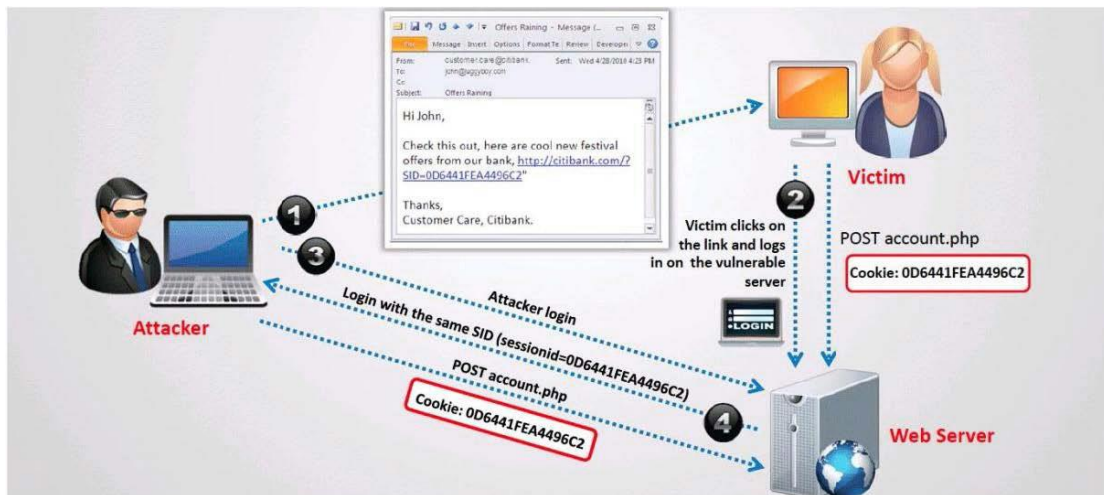 Offers Raining - Message (...
File Message Insert Options Format Te Review Developer
From: customer.care@citibank Sent: Wed 4/28/2010 4:23 PM
To:
Cc
Subject: Offers Raining
Hi John,
Check this out, here are cool new festival
offers from our bank, http://citibank.com/?
SID=0D6441FEA4496C2"
Thanks,
Customer Care, Citibank.
Victim
1
2
3
Victim clicks on
the link and logs
in on the vulnerable
server
LOGIN
POST account.php
Cookie: 0D6441FEA4496C2
Attacker
Attacker login
Login with the same SID (sessionid=0D6441FEA4496C2)
POST account.php
Cookie: 0D6441FEA4496C2
4
Web Server